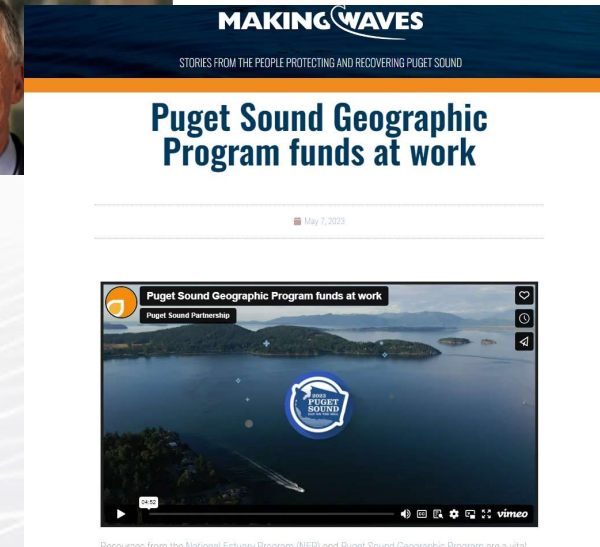 MAKING WAVES
STORIES FROM THE PEOPLE PROTECTING AND RECOVERING PUGET SOUND
Puget Sound Geographic
Program funds at work
May 7, 2023
Puget Sound Geographic Program funds at work
Puget Sound Partnership
2023
PUGET
SOUND
04:52
CC
vimeo
Resources from the National Estuary Program (NEP) and Puget Sound Geographic Program are a vital